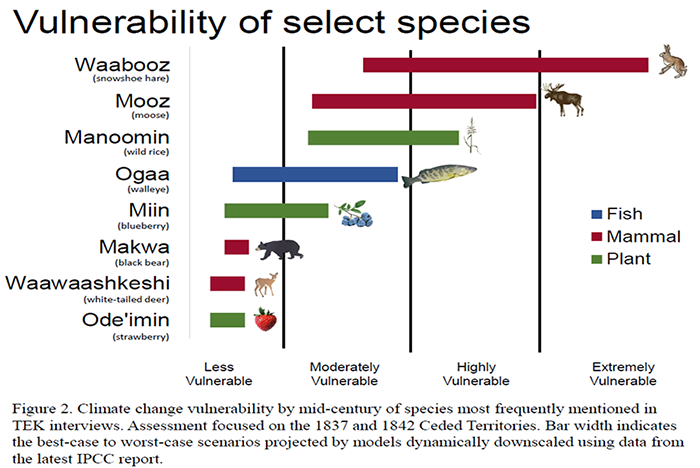 Vulnerability of select species
Waabooz
(snowshoe hare)
Mooz
(moose)
Manoomin
(wild rice)
Ogaa
(walleye)
Miin
(blueberry)
Makwa
(black bear)
Waawaashkeshi
(white-tailed deer)
Ode'imin
(strawberry)
Fish
Mammal
Plant
Less
Vulnerable
Moderately
Vulnerable
Highly
Vulnerable
Extremely
Vulnerable
Figure 2. Climate change vulnerability by mid-century of species most frequently mentioned in
TEK interviews. Assessment focused on the 1837 and 1842 Ceded Territories. Bar width indicates
the best-case to worst-case scenarios projected by models dynamically downscaled using data from
the latest IPCC report.